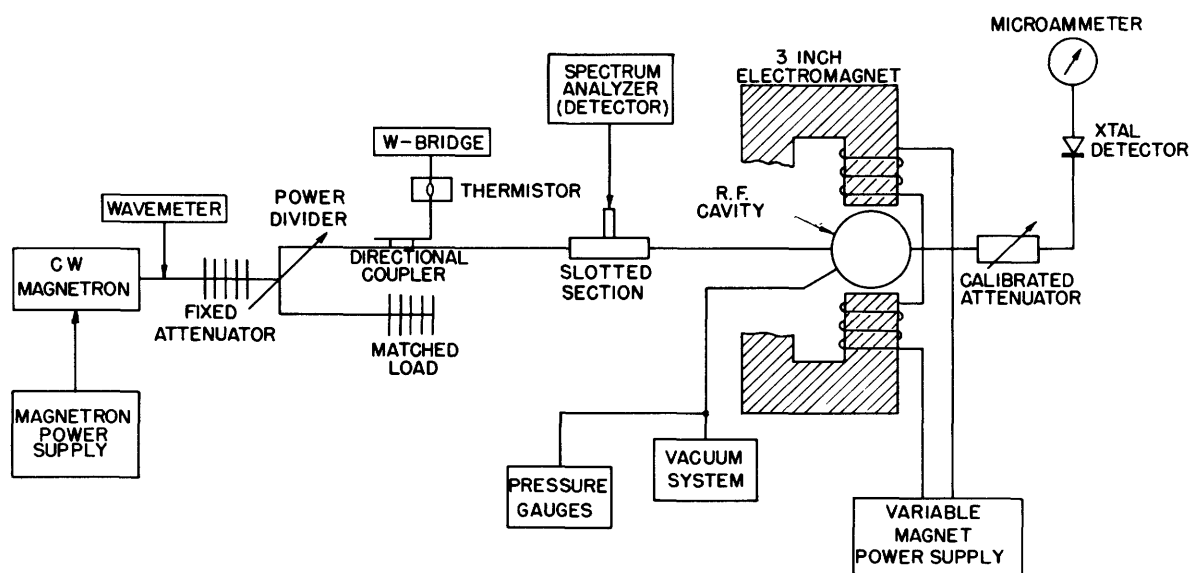 MICROAMMETER
3 INCH
ELECTROMAGNET
SPECTRUM
ANALYZER
(DETECTOR)
XTAL
DETECTOR
W-BRIDGE
THERMISTOR
POWER
DIVIDER
WAVEMETER
R.F.
CAVITY
CW
MAGNETRON
FIXED
ATTENUATOR
DIRECTIONAL
COUPLER
SLOTTED
SECTION
CALIBRATED
ATTENUATOR
MATCHED
LOAD
MAGNETRON
POWER
SUPPLY
PRESSURE
GAUGES
VACUUM
SYSTEM
VARIABLE
MAGNET
POWER SUPPLY